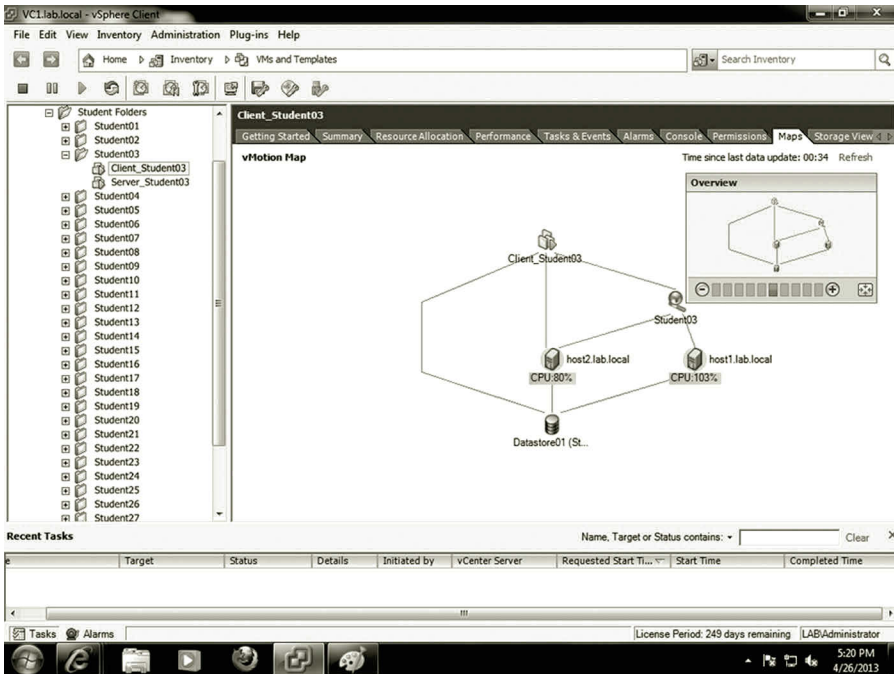 VC1.lab.local - vSphere Client
File Edit View Inventory Administration Plug-ins Help
Home Inventory VMs and Templates
Search Inventory
Student Folders
Student01
Student02
Student03
Client_Student03
Server_Student03
Student04
Student05
Student06
Student07
Student08
Student09
Student10
Student11
Student12
Student13
Student14
Student15
Student16
Student17
Student18
Student19
Student20
Student21
Student22
Student23
Student24
Student25
Student26
Student27
Client_Student03
Getting Started Summary Resource Allocation Performance Tasks & Events Alarms Console Permissions Maps Storage View
vMotion Map
Time since last data update: 00:34 Refresh
Overview
Client_Student03
Student03
host2.lab.local
host1.lab.local
CPU:80%
CPU:103%
Datastore01 (St...
Recent Tasks
Name, Target or Status contains: Clear
e Target Status Details Initiated by vCenter Server Requested Start Ti... Start Time Completed Time
Tasks Alarms
License Period: 249 days remaining LAB\Administrator
5:20 PM
4/26/2013